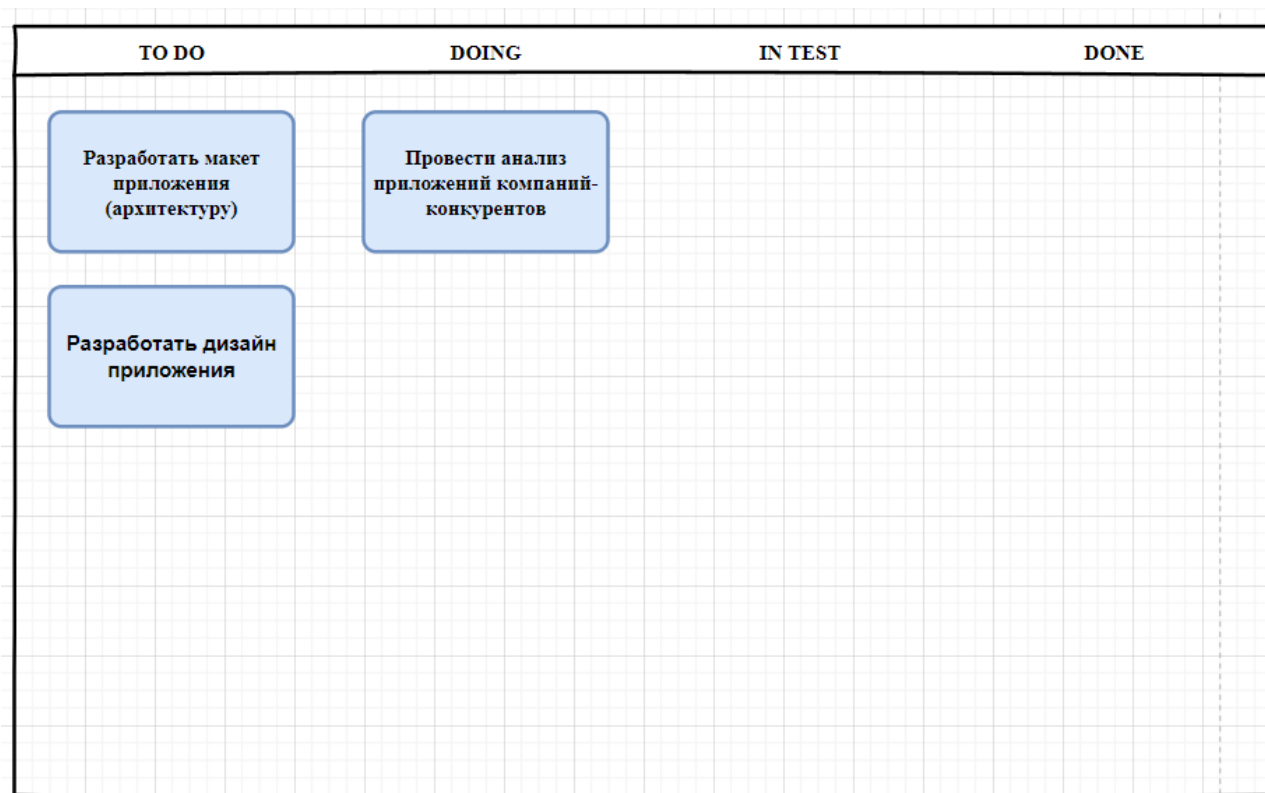 TO DO
DOING
IN TEST
DONE
Разработать макет
приложения
(архитектуру)
Провести анализ
приложений компаний-
конкурентов
Разработать дизайн
приложения